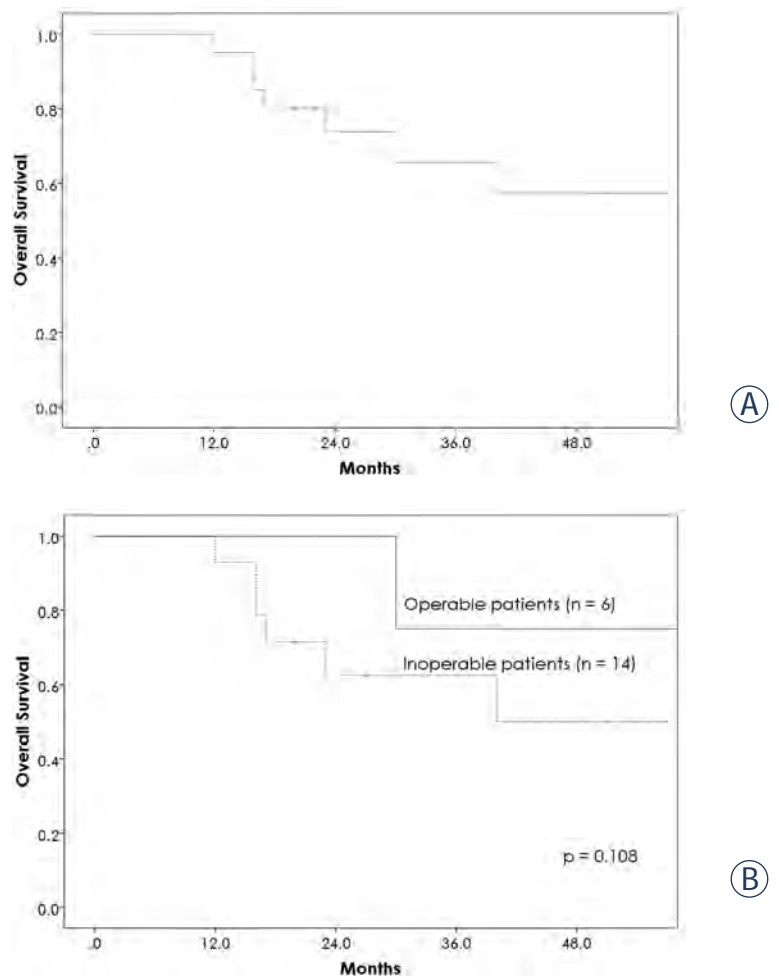 1.0
0.8
0.6
0.4
0.2
0.0
Overall Survival
.0 12.0 24.0 36.0 48.0
Months
A
1.0
0.8
0.6
0.4
0.2
0.0
Overall Survival
Operable patients (n = 6)
Inoperable patients (n = 14)
p = 0.108
.0 12.0 24.0 36.0 48.0
Months
B